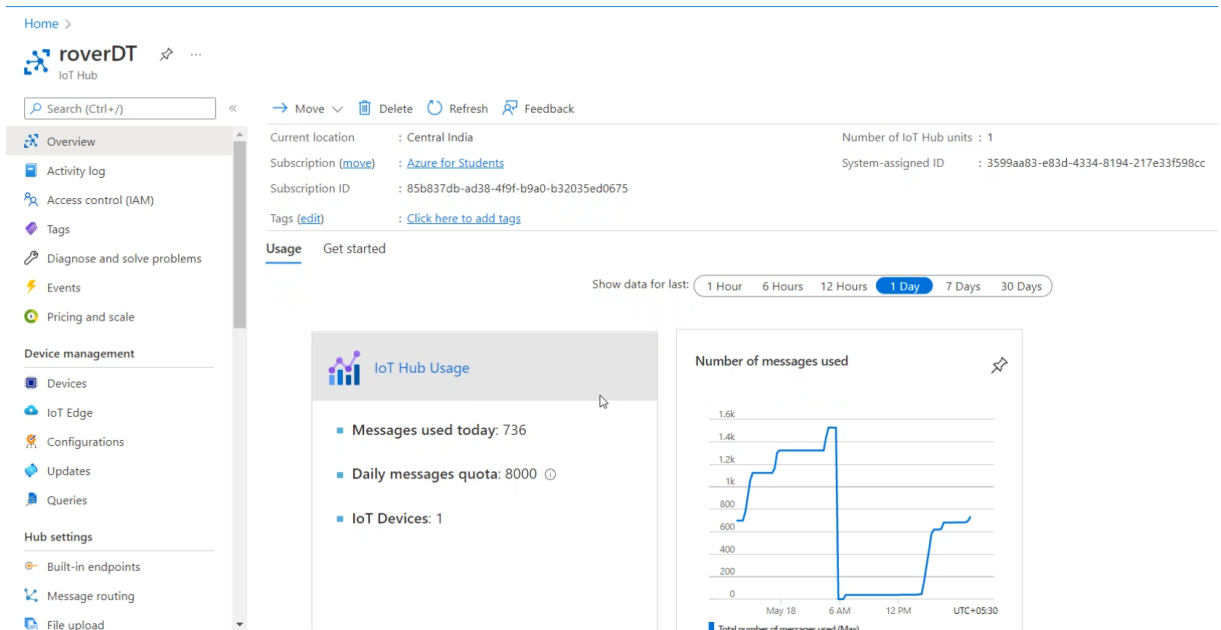 Home >
roverDT ...
IoT Hub
Search (Ctrl+/) «
Overview
Activity log
Access control (IAM)
Tags
Diagnose and solve problems
Events
Pricing and scale
Device management
Devices
IoT Edge
Configurations
Updates
Queries
Hub settings
Built-in endpoints
Message routing
File upload
Move Delete Refresh Feedback
Current location : Central India
Subscription (move) : Azure for Students
Subscription ID : 85b837db-ad38-4f9f-b9a0-b32035ed0675
Tags (edit) : Click here to add tags
Number of IoT Hub units : 1
System-assigned ID : 3599aa83-e83d-4334-8194-217e33f598cc
Usage Get started
Show data for last: 1 Hour 6 Hours 12 Hours 1 Day 7 Days 30 Days
IoT Hub Usage
Messages used today: 736
Daily messages quota: 8000
IoT Devices: 1
Number of messages used
1.6k
1.4k
1.2k
1k
800
600
400
200
0
May 18 6 AM 12 PM UTC+05:30
Total number of messages used (Max)